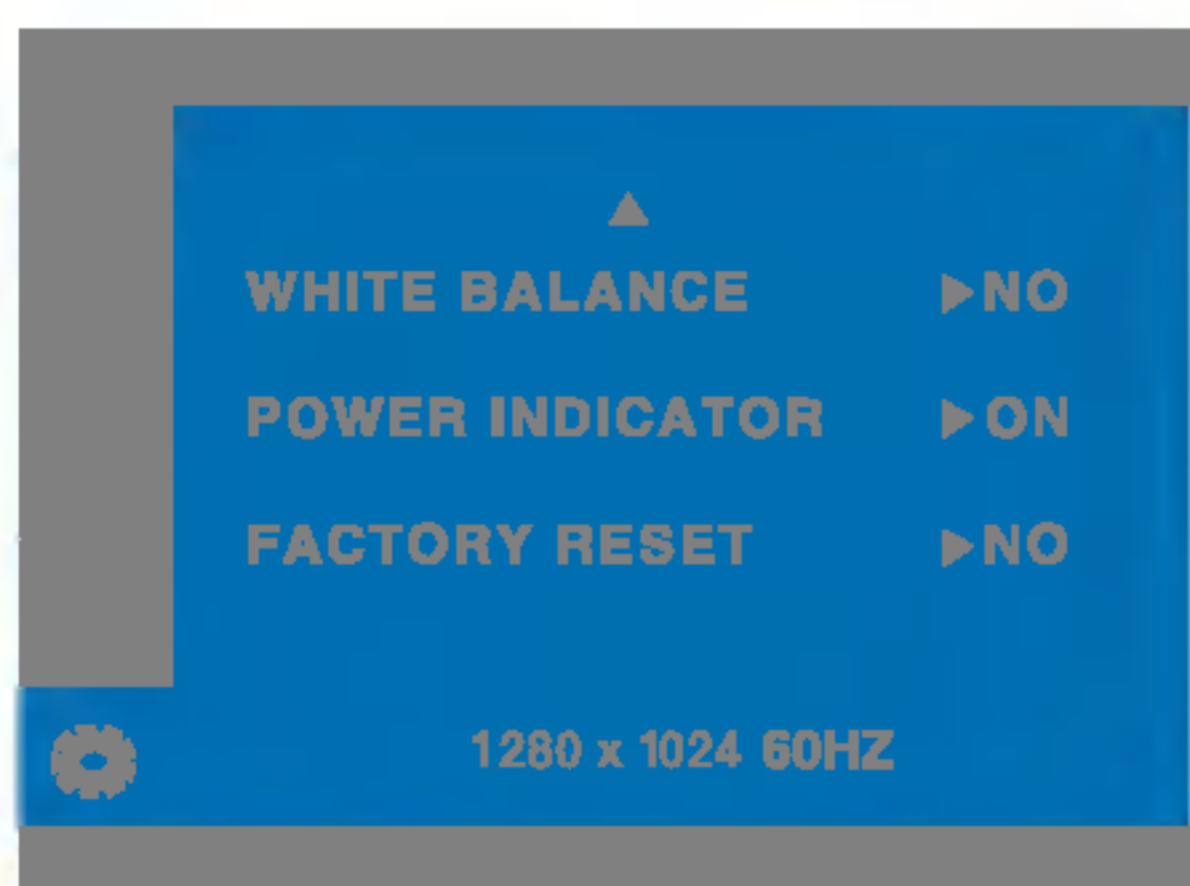 WHITE BALANCE ▶NO
POWER INDICATOR ▶ON
FACTORY RESET ▶NO
1280 x 1024 60HZ